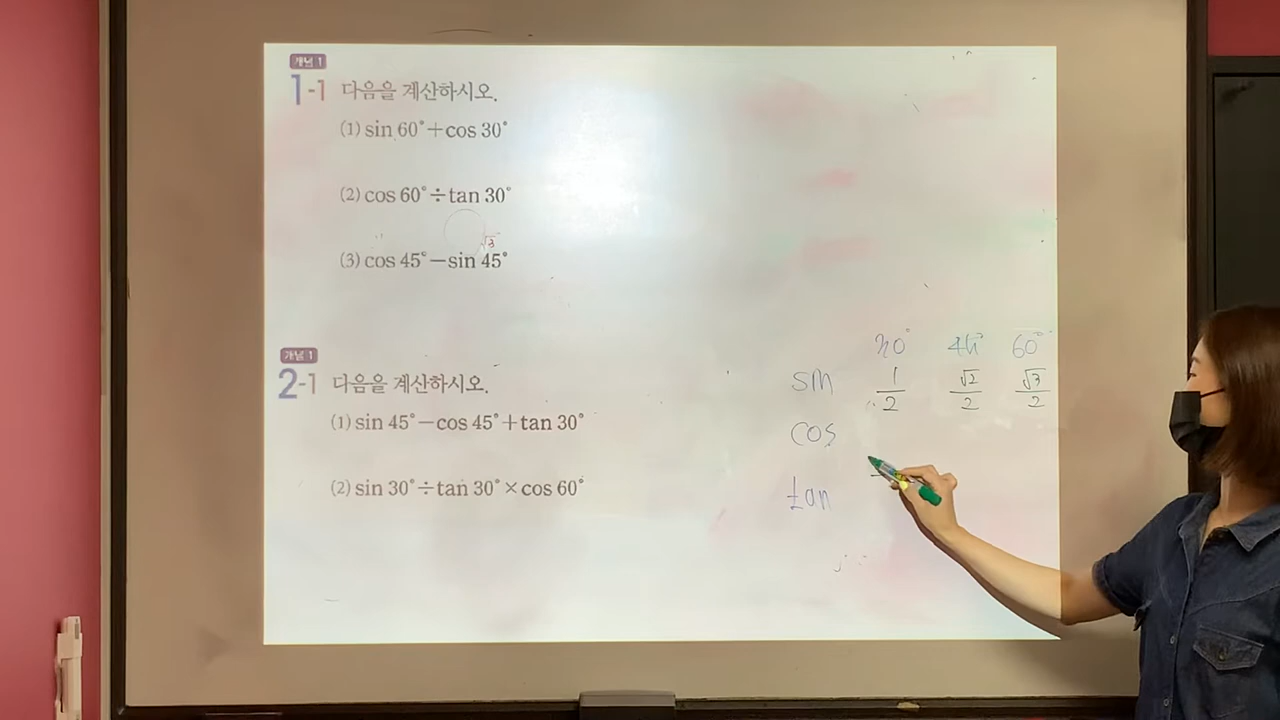 개념 1
1-1 다음을 계산하시오.
(1) sin 60°+cos 30°
(2) cos 60°÷tan 30°
√3
(3) cos 45°−sin 45°
개념 1
2-1 다음을 계산하시오.
(1) sin 45°−cos 45°+tan 30°
(2) sin 30°÷tan 30°×cos 60°
30° 45° 60°
sin 1/2 √2/2 √3/2
cos
tan